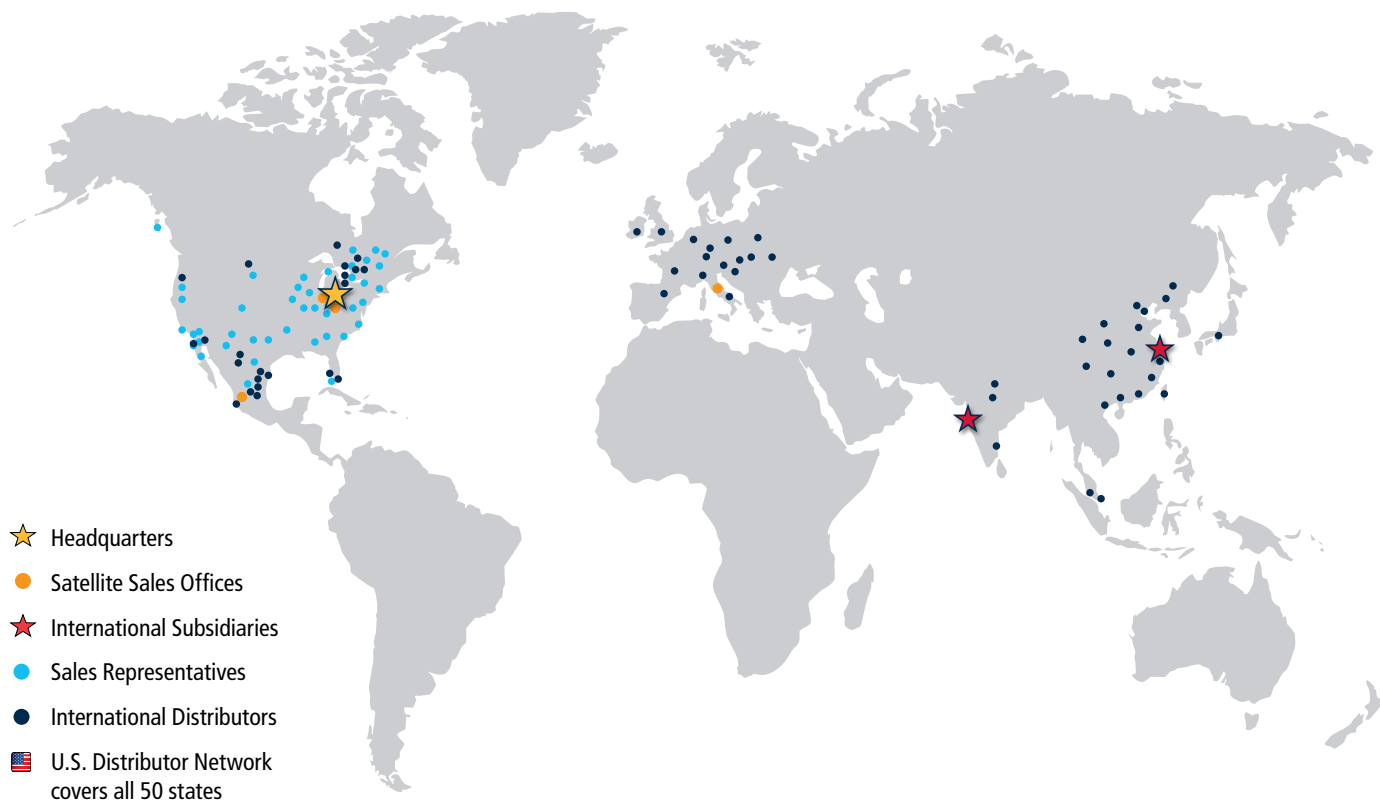 Headquarters
Satellite Sales Offices
International Subsidiaries
Sales Representatives
International Distributors
U.S. Distributor Network
covers all 50 states